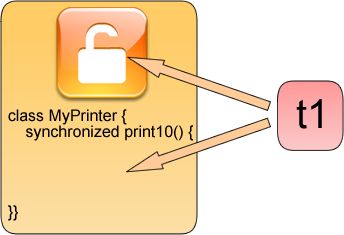 class MyPrinter {
synchronized print10() {
t1
}}